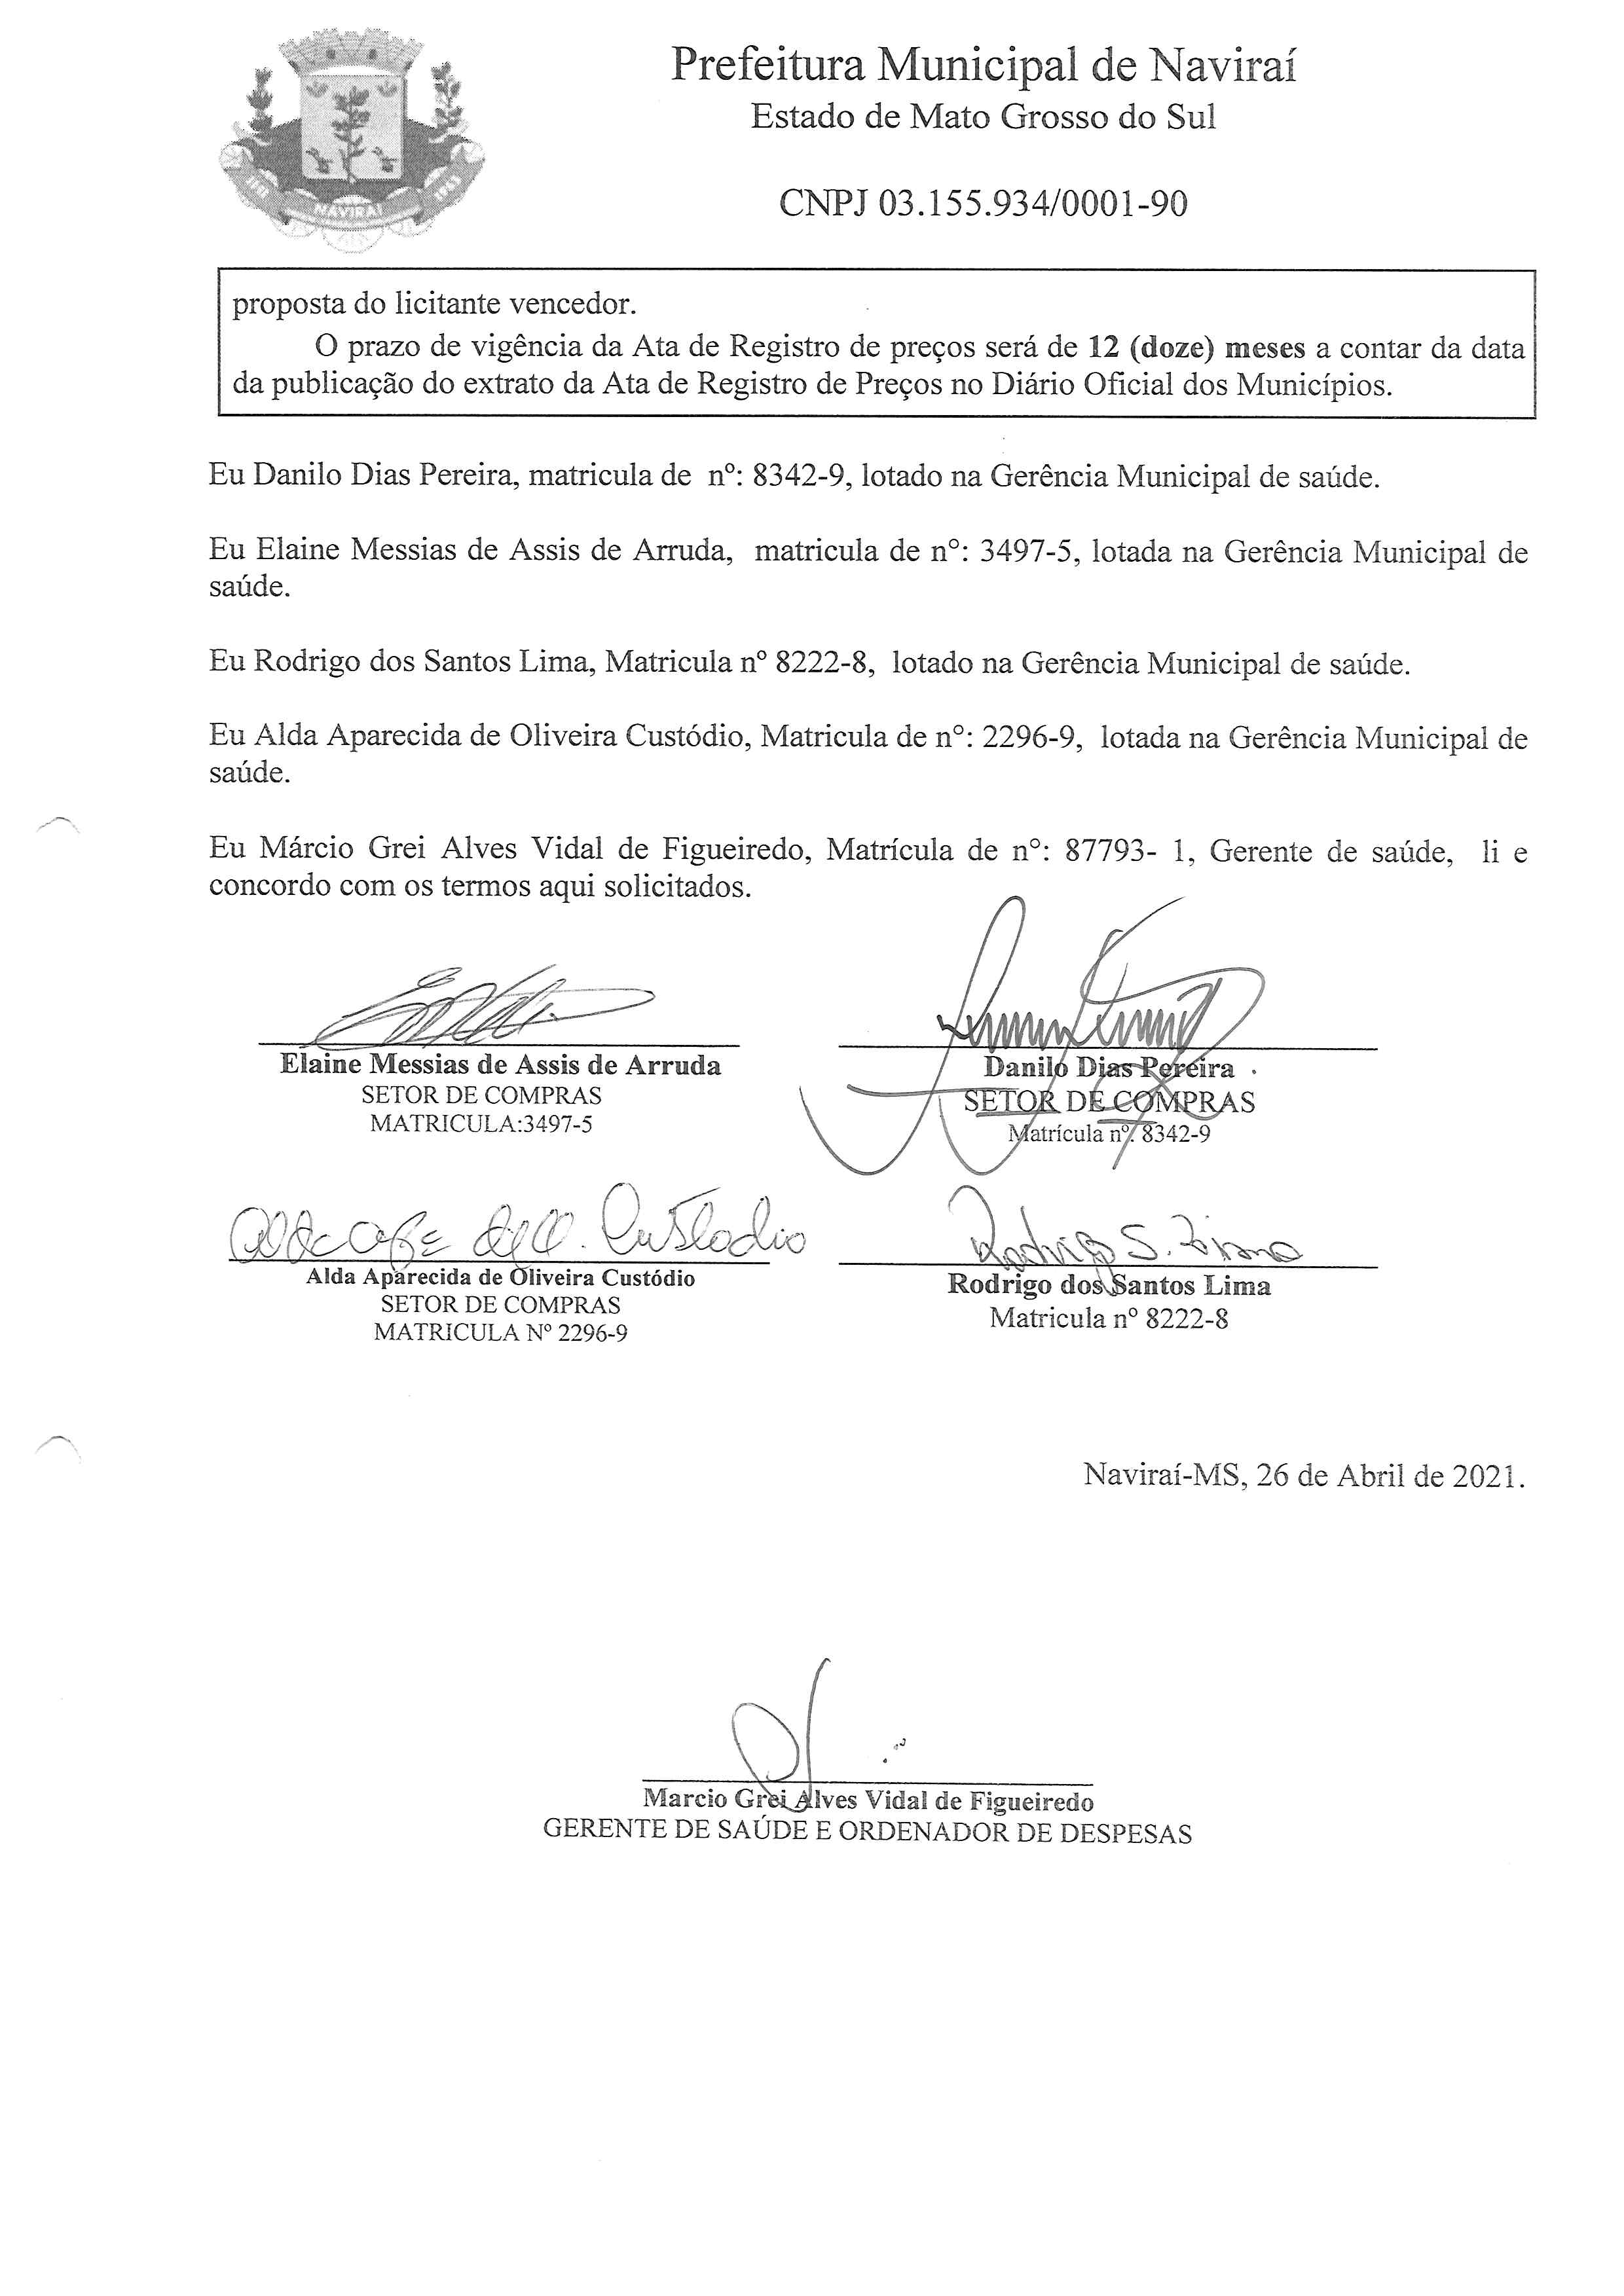 Prefeitura Municipal de Naviraí
Estado de Mato Grosso do Sul
CNPJ 03.155.934/0001-90
NAVIRAÍ
1963
proposta do licitante vencedor.
O prazo de vigência da Ata de Registro de preços será de 12 (doze) meses a contar da data
da publicação do extrato da Ata de Registro de Preços no Diário Oficial dos Municípios.
Eu Danilo Dias Pereira, matricula de nº: 8342-9, lotado na Gerência Municipal de saúde.
Eu Elaine Messias de Assis de Arruda, matricula de n°: 3497-5, lotada na Gerência Municipal de
saúde.
Eu Rodrigo dos Santos Lima, Matricula nº 8222-8, lotado na Gerência Municipal de saúde.
Eu Alda Aparecida de Oliveira Custódio, Matricula de n°: 2296-9, lotada na Gerência Municipal de
saúde.
Eu Márcio Grei Alves Vidal de Figueiredo, Matrícula de n°: 87793- 1, Gerente de saúde, li e
concordo com os termos aqui solicitados.
Elaine Messias de Assis de Arruda
SETOR DE COMPRAS
MATRICULA:3497-5
Danilo Dias Pereira
SETOR DE COMPRAS
Matrícula nº. 8342-9
Custodio
Alda Aparecida de Oliveira Custódio
SETOR DE COMPRAS
MATRICULA Nº 2296-9
Rodrigo S. Lima
Rodrigo dos Santos Lima
Matricula nº 8222-8
Naviraí-MS, 26 de Abril de 2021.
Marcio Grei Alves Vidal de Figueiredo
GERENTE DE SAÚDE E ORDENADOR DE DESPESAS